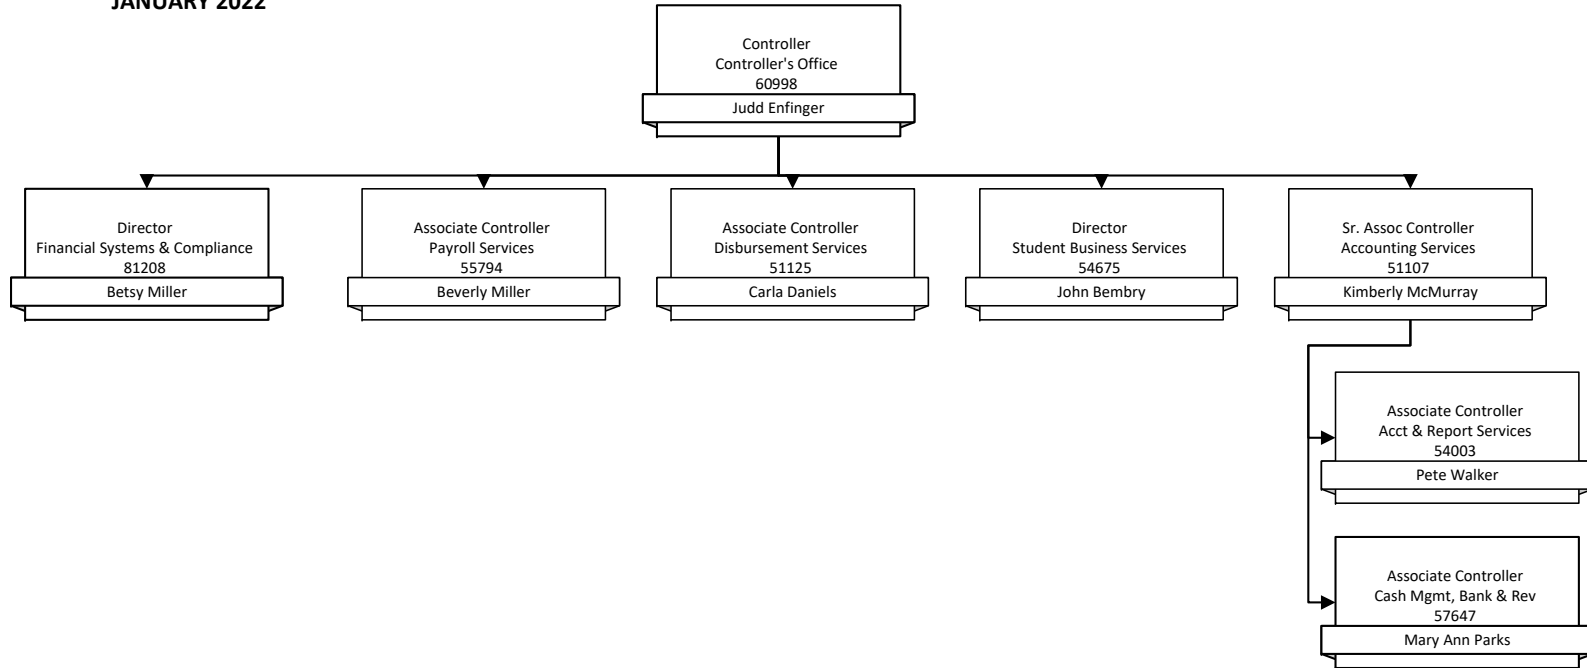 JANUARY 2022
Controller
Controller's Office
60998
Judd Enfinger
Director
Financial Systems & Compliance
81208
Betsy Miller
Associate Controller
Payroll Services
55794
Beverly Miller
Associate Controller
Disbursement Services
51125
Carla Daniels
Director
Student Business Services
54675
John Bembry
Sr. Assoc Controller
Accounting Services
51107
Kimberly McMurray
Associate Controller
Acct & Report Services
54003
Pete Walker
Associate Controller
Cash Mgmt, Bank & Rev
57647
Mary Ann Parks